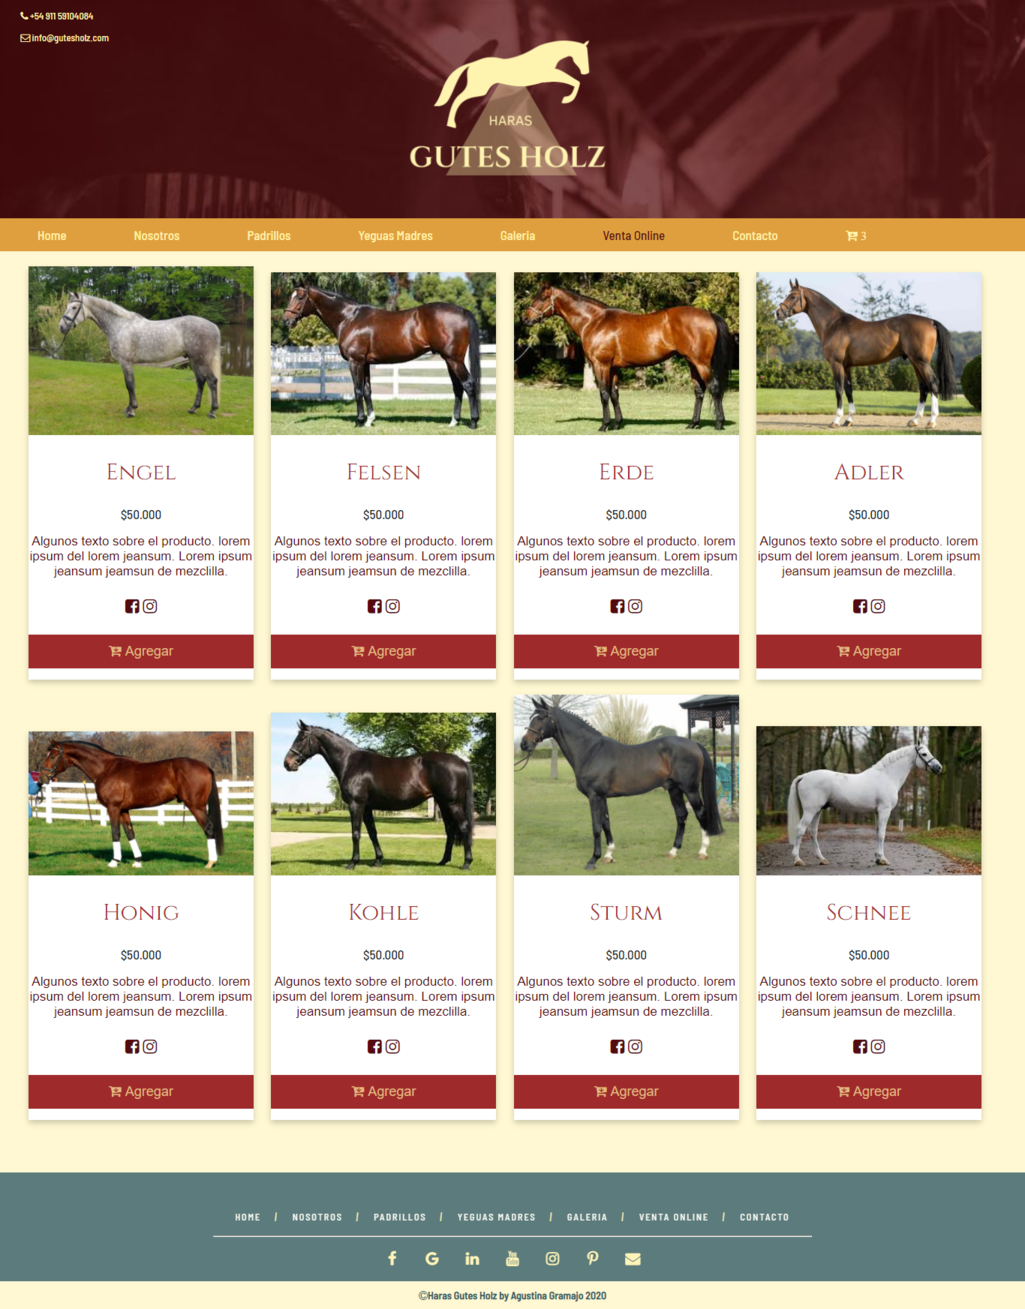 +54 911 59104084
info@gutesholz.com
HARAS
GUTES HOLZ
Home Nosotros Padrillos Yeguas Madres Galeria Venta Online Contacto 3
Engel Felsen Erde Adler
$50.000 $50.000 $50.000 $50.000
Algunos texto sobre el producto. lorem Algunos texto sobre el producto. lorem Algunos texto sobre el producto. lorem Algunos texto sobre el producto. lorem
ipsum del lorem jeansum. Lorem ipsum ipsum del lorem jeansum. Lorem ipsum ipsum del lorem jeansum. Lorem ipsum ipsum del lorem jeansum. Lorem ipsum
jeansum jeamsun de mezclilla. jeansum jeamsun de mezclilla. jeansum jeamsun de mezclilla. jeansum jeamsun de mezclilla.
Agregar Agregar Agregar Agregar
Honig Kohle Sturm Schnee
$50.000 $50.000 $50.000 $50.000
Algunos texto sobre el producto. lorem Algunos texto sobre el producto. lorem Algunos texto sobre el producto. lorem Algunos texto sobre el producto. lorem
ipsum del lorem jeansum. Lorem ipsum ipsum del lorem jeansum. Lorem ipsum ipsum del lorem jeansum. Lorem ipsum ipsum del lorem jeansum. Lorem ipsum
jeansum jeamsun de mezclilla. jeansum jeamsun de mezclilla. jeansum jeamsun de mezclilla. jeansum jeamsun de mezclilla.
Agregar Agregar Agregar Agregar
HOME / NOSOTROS / PADRILLOS / YEGUAS MADRES / GALERIA / VENTA ONLINE / CONTACTO
©Haras Gutes Holz by Agustina Gramajo 2020